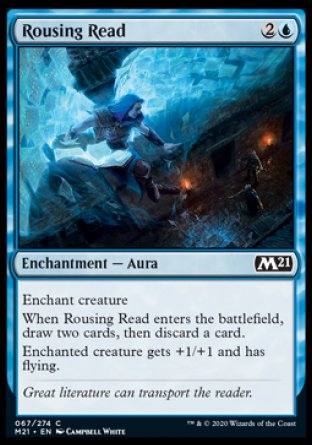 Rousing Read 2
Enchantment — Aura M21
Enchant creature
When Rousing Read enters the battlefield,
draw two cards, then discard a card.
Enchanted creature gets +1/+1 and has
flying.
Great literature can transport the reader.
067/274 C
M21 • EN CAMPBELL WHITE ™ & © 2020 Wizards of the Coast